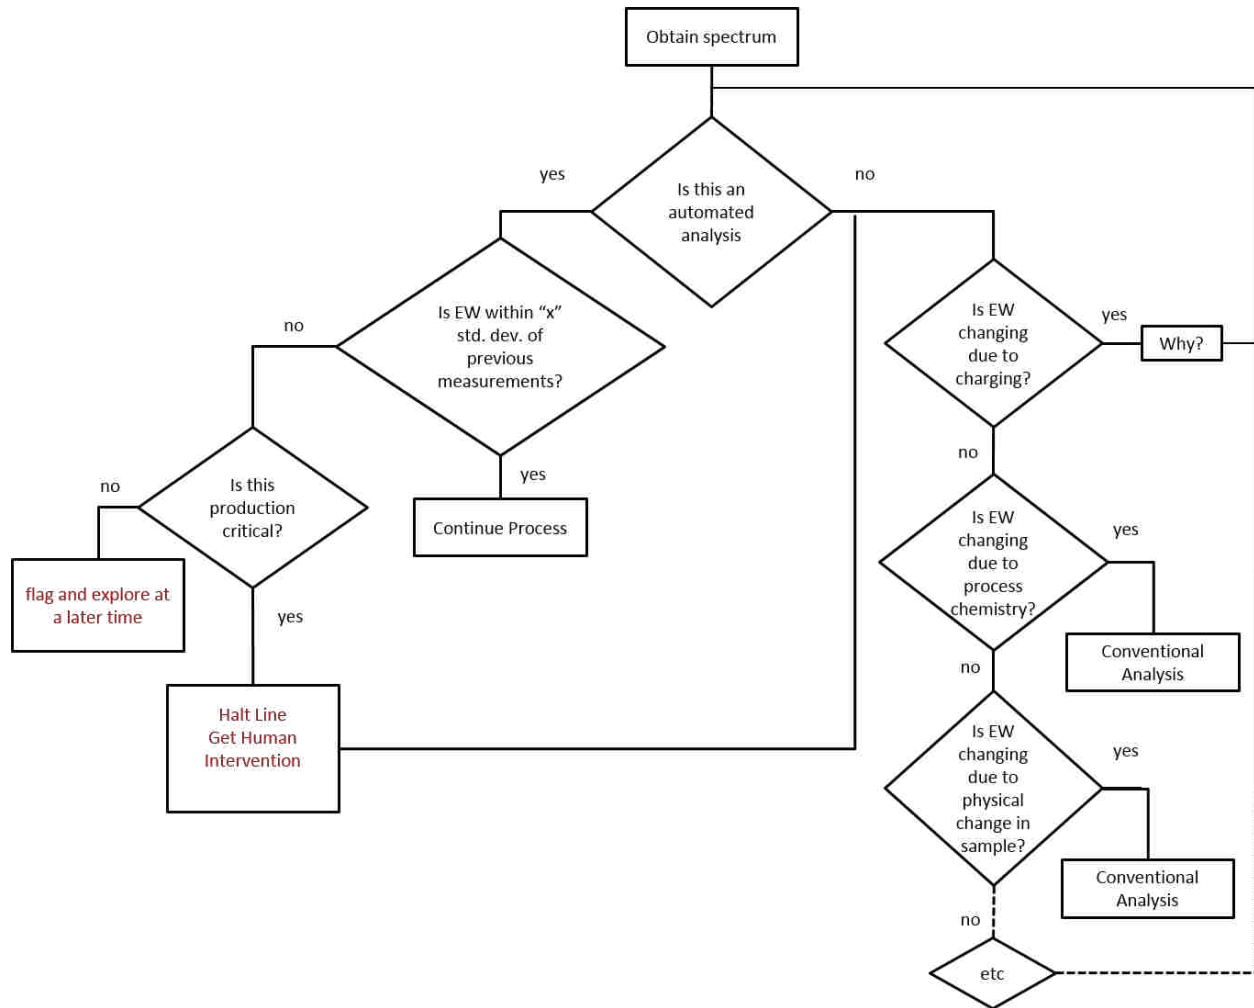 Obtain spectrum
yes
Is this an
automated
analysis
no
Is EW within “x”
std. dev. of
previous
measurements?
no
yes
Continue Process
Is this
production
critical?
no
flag and explore at
a later time
yes
Halt Line
Get Human
Intervention
Is EW
changing
due to
charging?
yes
Why?
no
Is EW
changing
due to
process
chemistry?
yes
Conventional
Analysis
no
Is EW
changing
due to
physical
change in
sample?
yes
Conventional
Analysis
no
etc